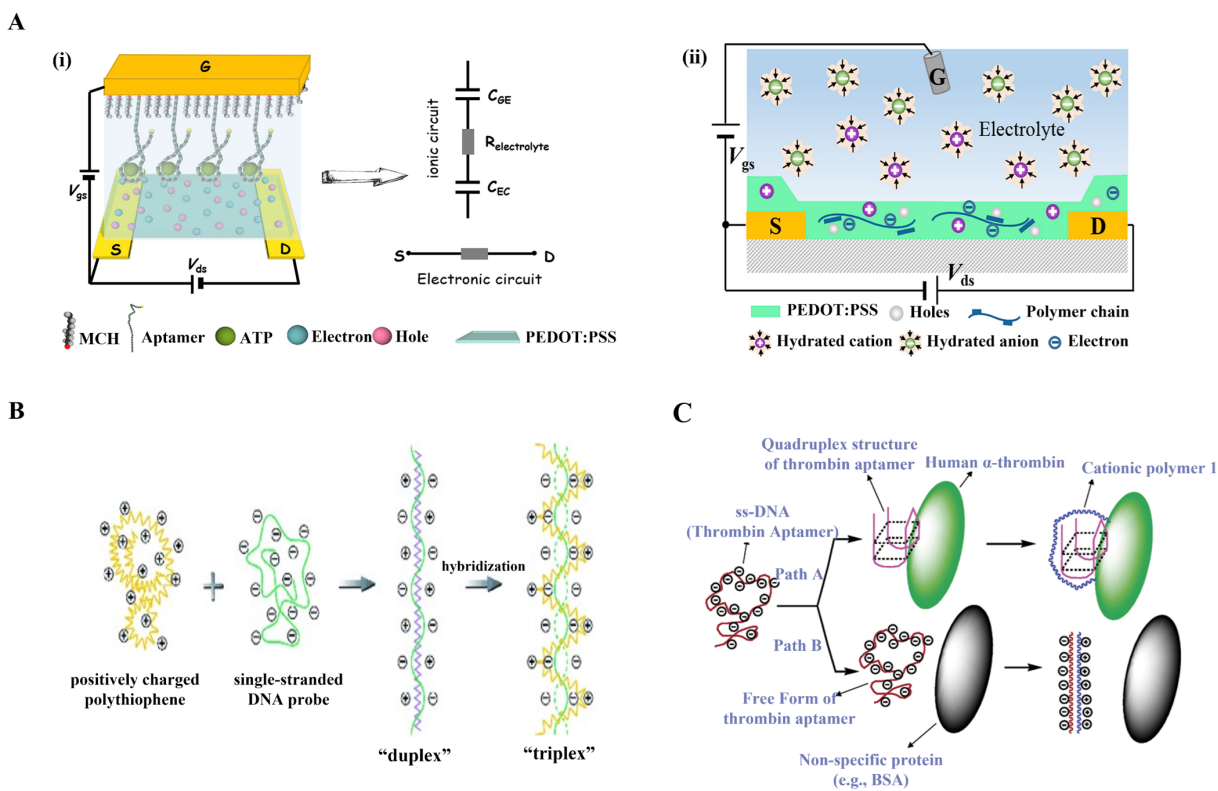 A
(i)
G
V_gs
S
D
V_ds
C_GE
R_electrolyte
C_EC
ionic circuit
S
D
Electronic circuit
MCH
Aptamer
ATP
Electron
Hole
PEDOT:PSS
(ii)
G
Electrolyte
V_gs
S
D
V_ds
PEDOT:PSS
Holes
Polymer chain
Hydrated cation
Hydrated anion
Electron
B
positively charged
polythiophene
+
single-stranded
DNA probe
"duplex"
hybridization
"triplex"
C
Quadruplex structure
of thrombin aptamer
Human α-thrombin
Cationic polymer 1
ss-DNA
(Thrombin Aptamer)
Path A
Path B
Free Form of
thrombin aptamer
Non-specific protein
(e.g., BSA)